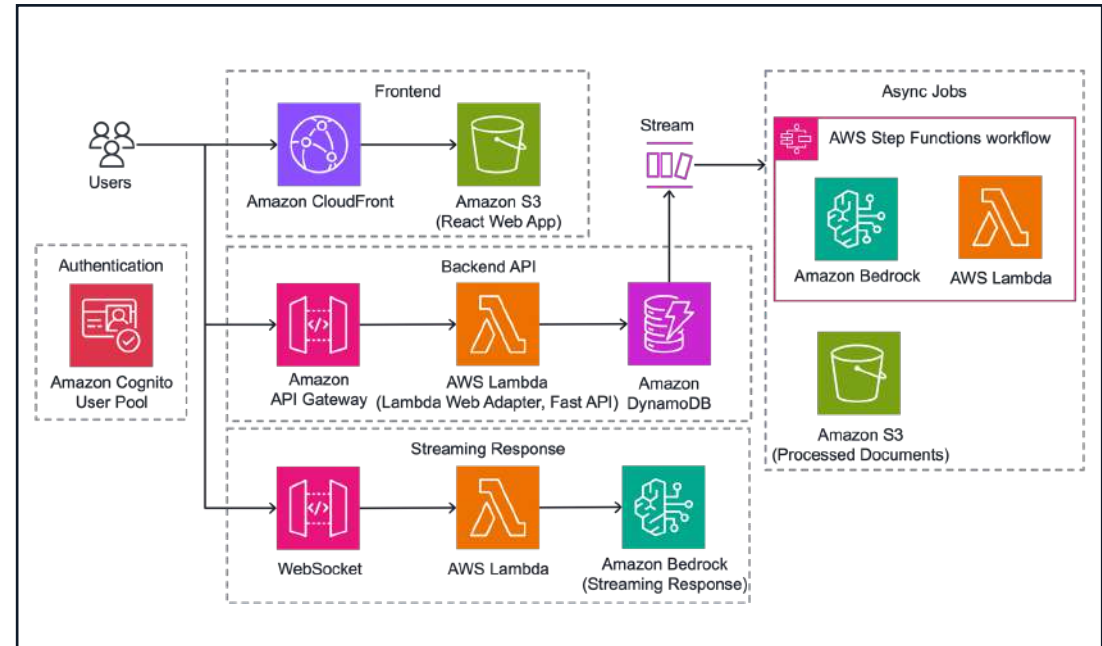 Frontend
Users
Amazon CloudFront
Amazon S3
(React Web App)
Stream
Async Jobs
AWS Step Functions workflow
Amazon Bedrock
AWS Lambda
Amazon S3
(Processed Documents)
Authentication
Amazon Cognito
User Pool
Backend API
Amazon
API Gateway
AWS Lambda
(Lambda Web Adapter, Fast API)
Amazon
DynamoDB
Streaming Response
WebSocket
AWS Lambda
Amazon Bedrock
(Streaming Response)